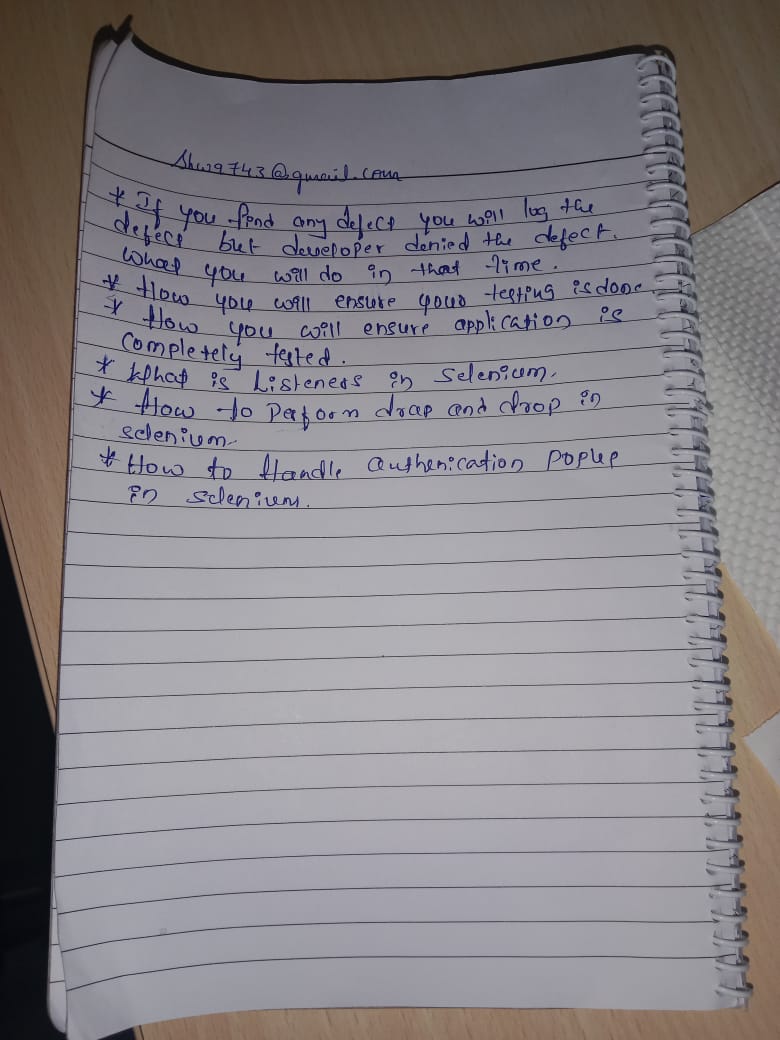 Shwa9743@gmail.com
* If you find any defect you will log the
defect but developer denied the defect.
what you will do in that time.
* How you will ensure your testing is done
* How you will ensure application is
completely tested.
* What is Listeners in Selenium.
* How to perform drap and drop in
selenium.
* How to Handle authenication Popup
in selenium.